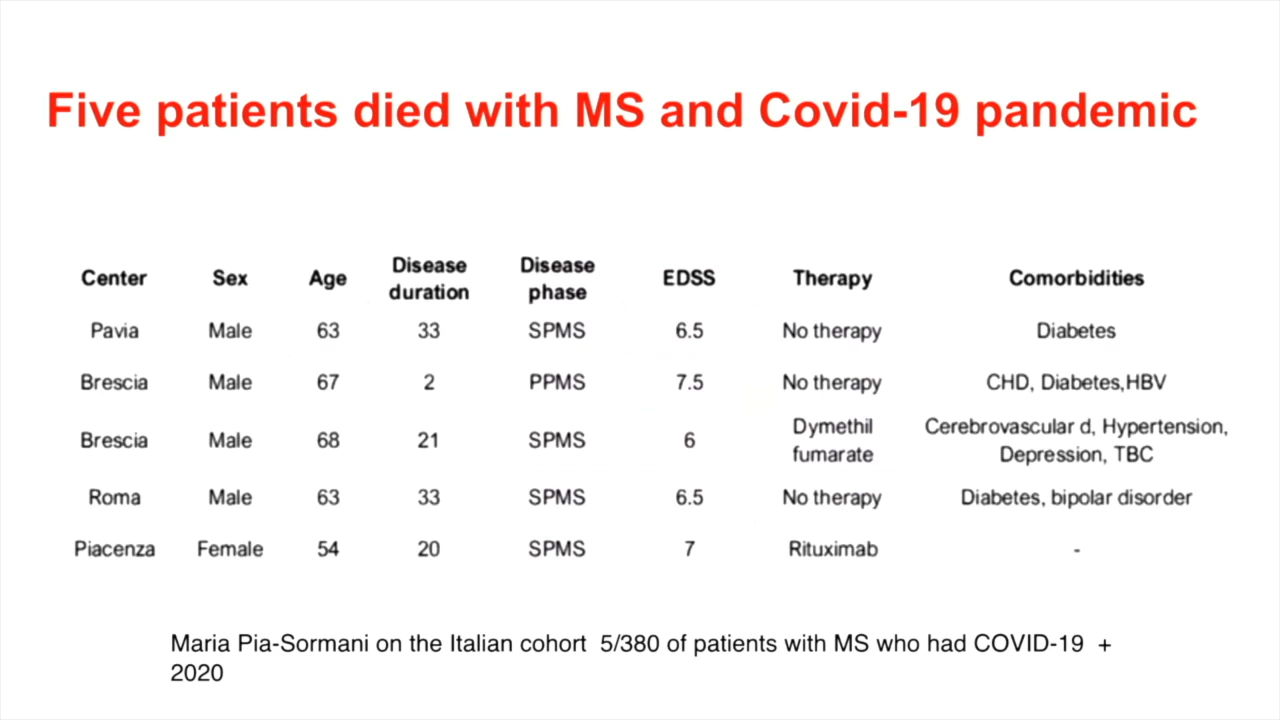 Five patients died with MS and Covid-19 pandemic
Center Sex Age Disease duration Disease phase EDSS Therapy Comorbidities
Pavia Male 63 33 SPMS 6.5 No therapy Diabetes
Brescia Male 67 2 PPMS 7.5 No therapy CHD, Diabetes,HBV
Brescia Male 68 21 SPMS 6 Dymethil fumarate Cerebrovascular d, Hypertension, Depression, TBC
Roma Male 63 33 SPMS 6.5 No therapy Diabetes, bipolar disorder
Piacenza Female 54 20 SPMS 7 Rituximab -
Maria Pia-Sormani on the Italian cohort 5/380 of patients with MS who had COVID-19 +
2020